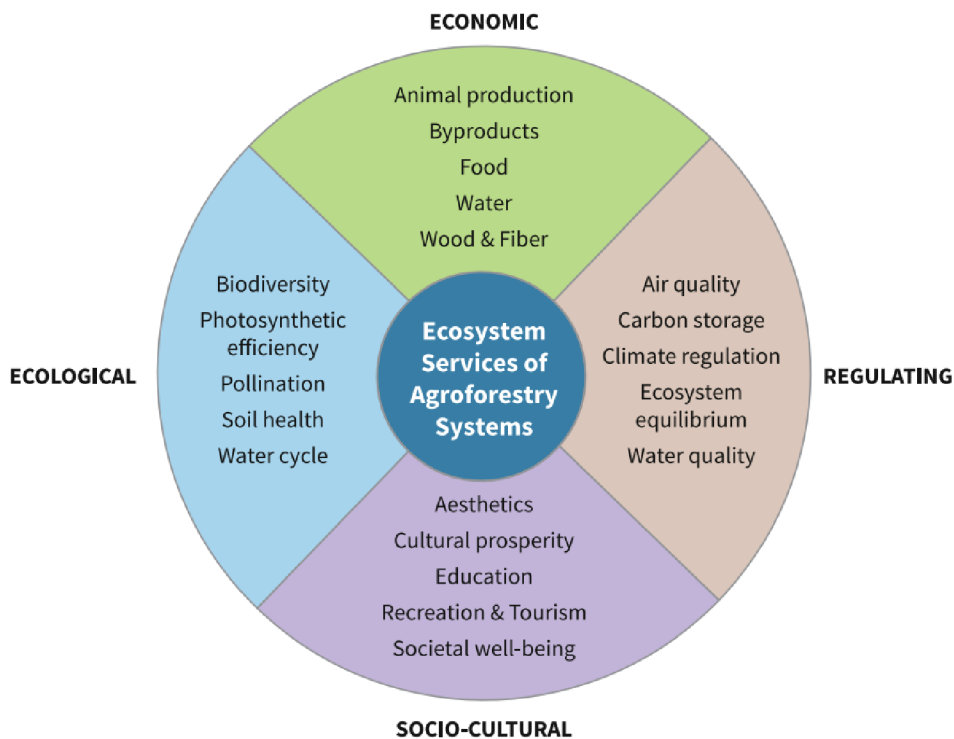 ECONOMIC
Animal production
Byproducts
Food
Water
Wood & Fiber
ECOLOGICAL
Biodiversity
Photosynthetic
efficiency
Pollination
Soil health
Water cycle
Ecosystem
Services of
Agroforestry
Systems
Air quality
Carbon storage
Climate regulation
Ecosystem
equilibrium
Water quality
REGULATING
Aesthetics
Cultural prosperity
Education
Recreation & Tourism
Societal well-being
SOCIO-CULTURAL